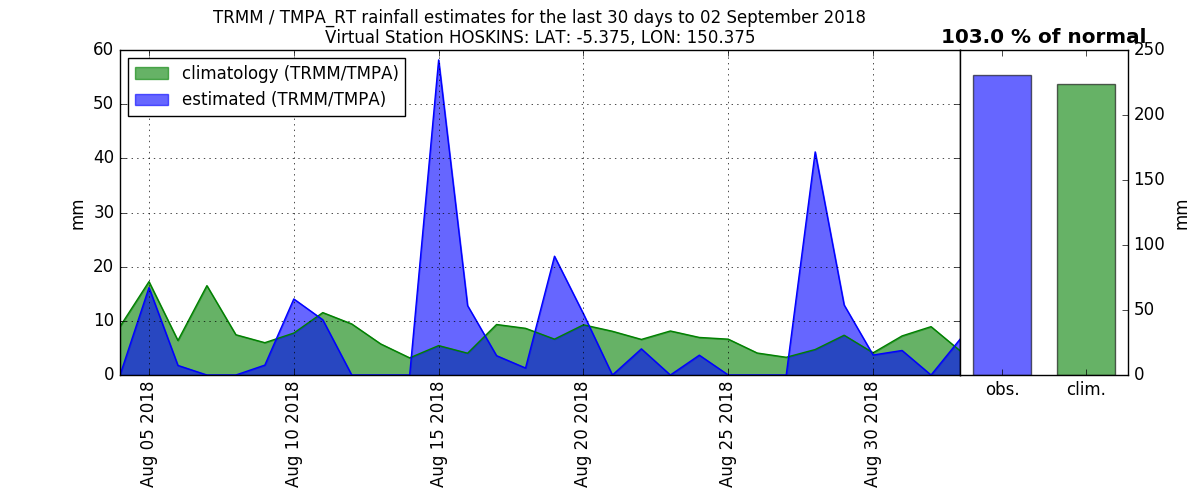 TRMM / TMPA_RT rainfall estimates for the last 30 days to 02 September 2018
Virtual Station HOSKINS: LAT: -5.375, LON: 150.375
103.0 % of normal
climatology (TRMM/TMPA)
estimated (TRMM/TMPA)
60
50
40
30
20
10
0
mm
Aug 05 2018
Aug 10 2018
Aug 15 2018
Aug 20 2018
Aug 25 2018
Aug 30 2018
obs.
clim.
250
200
150
100
50
0
mm